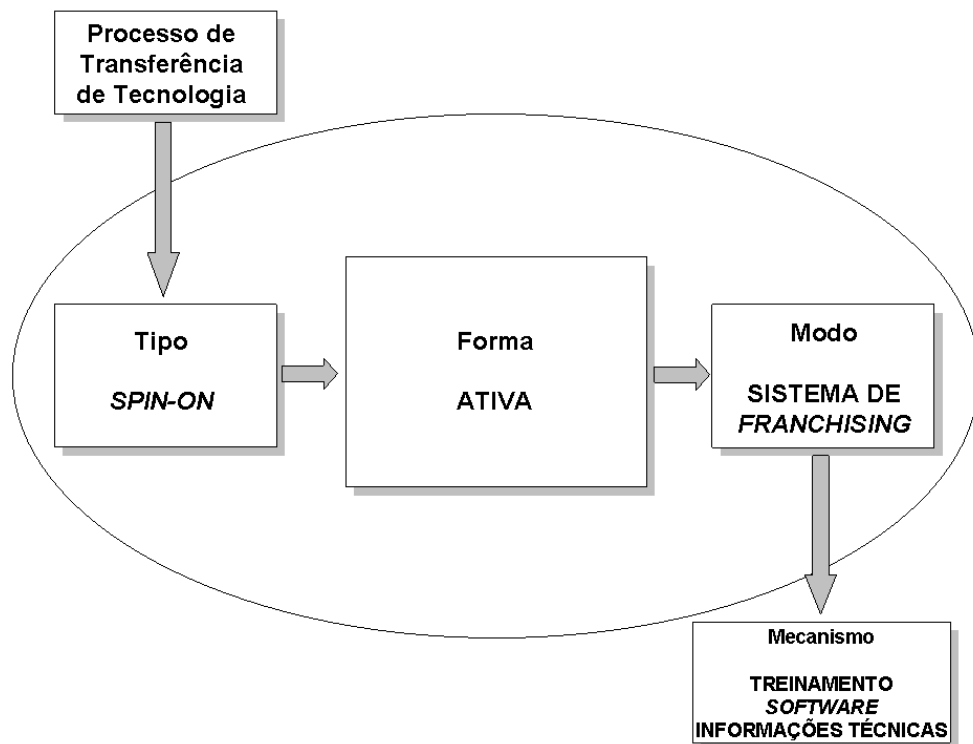 Processo de
Transferência
de Tecnologia
Tipo
SPIN-ON
Forma
ATIVA
Modo
SISTEMA DE
FRANCHISING
Mecanismo
TREINAMENTO
SOFTWARE
INFORMAÇÕES TÉCNICAS